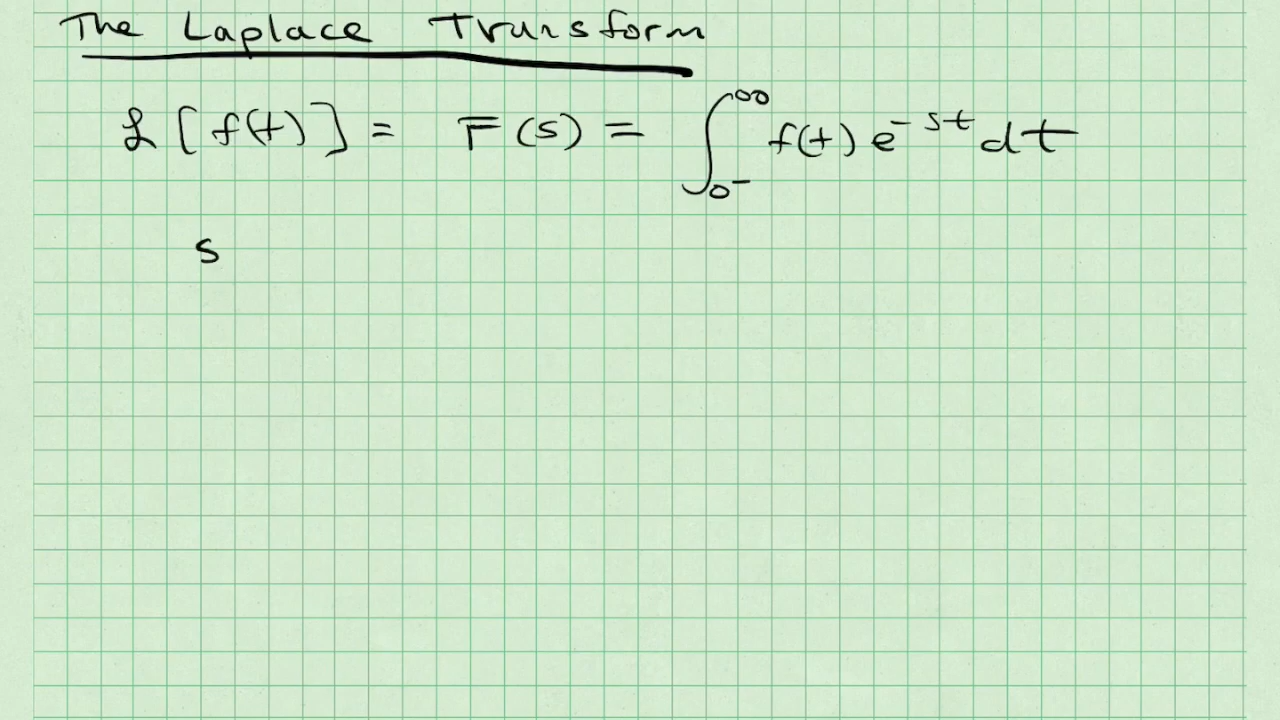 The Laplace Transform
ℒ[f(t)] = F(s) = ∫₀-^∞ f(t) e^-st dt
s